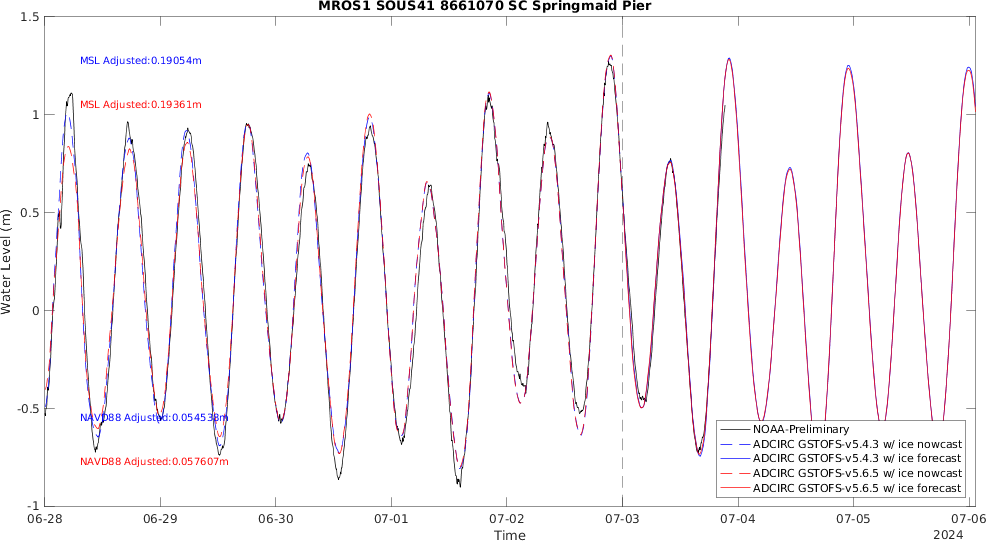 MROS1 SOUS41 8661070 SC Springmaid Pier
1.5
1
0.5
0
-0.5
-1
Water Level (m)
MSL Adjusted:0.19054m
MSL Adjusted:0.19361m
NAVD88 Adjusted:0.054538m
NAVD88 Adjusted:0.057607m
NOAA-Preliminary
ADCIRC GSTOFS-v5.4.3 w/ ice nowcast
ADCIRC GSTOFS-v5.4.3 w/ ice forecast
ADCIRC GSTOFS-v5.6.5 w/ ice nowcast
ADCIRC GSTOFS-v5.6.5 w/ ice forecast
06-28 06-29 06-30 07-01 07-02 07-03 07-04 07-05 07-06
Time
2024